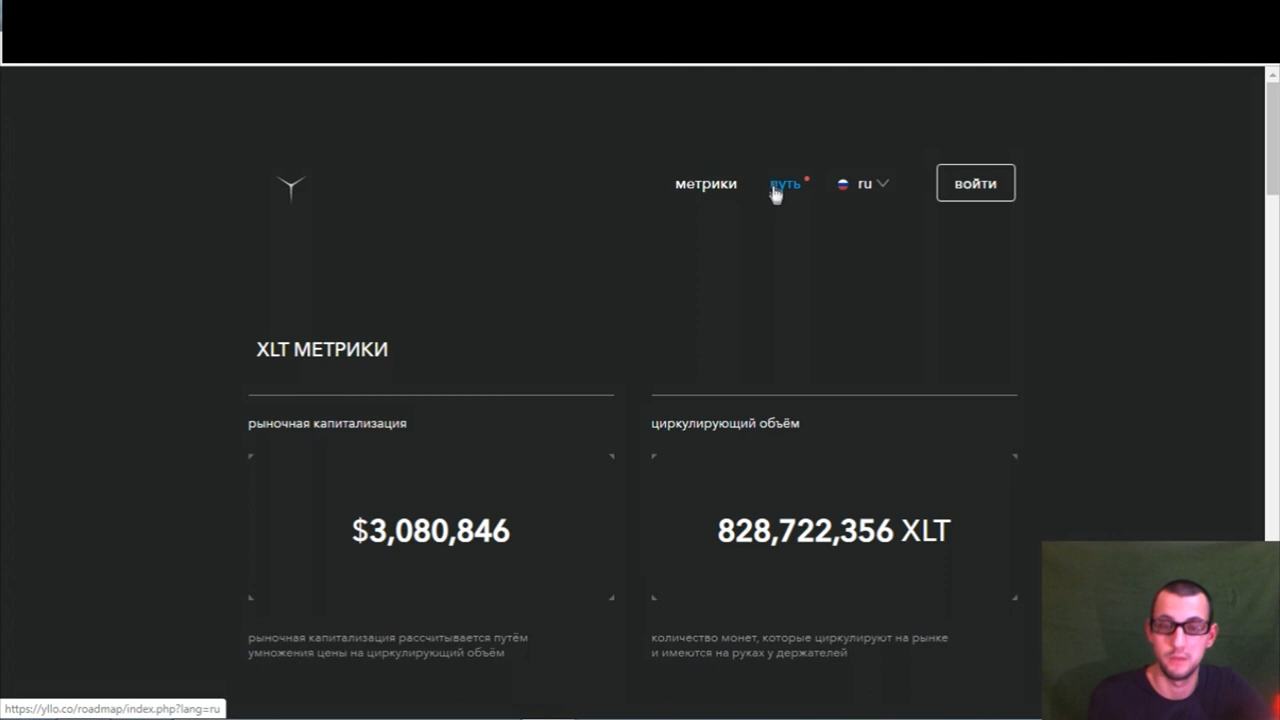 метрики
путь
ru
войти
XLT МЕТРИКИ
рыночная капитализация
циркулирующий объём
$3,080,846
828,722,356 XLT
рыночная капитализация рассчитывается путём
умножения цены на циркулирующий объём
количество монет, которые циркулируют на рынке
и имеются на руках у держателей
https://yllo.co/roadmap/index.php?lang=ru